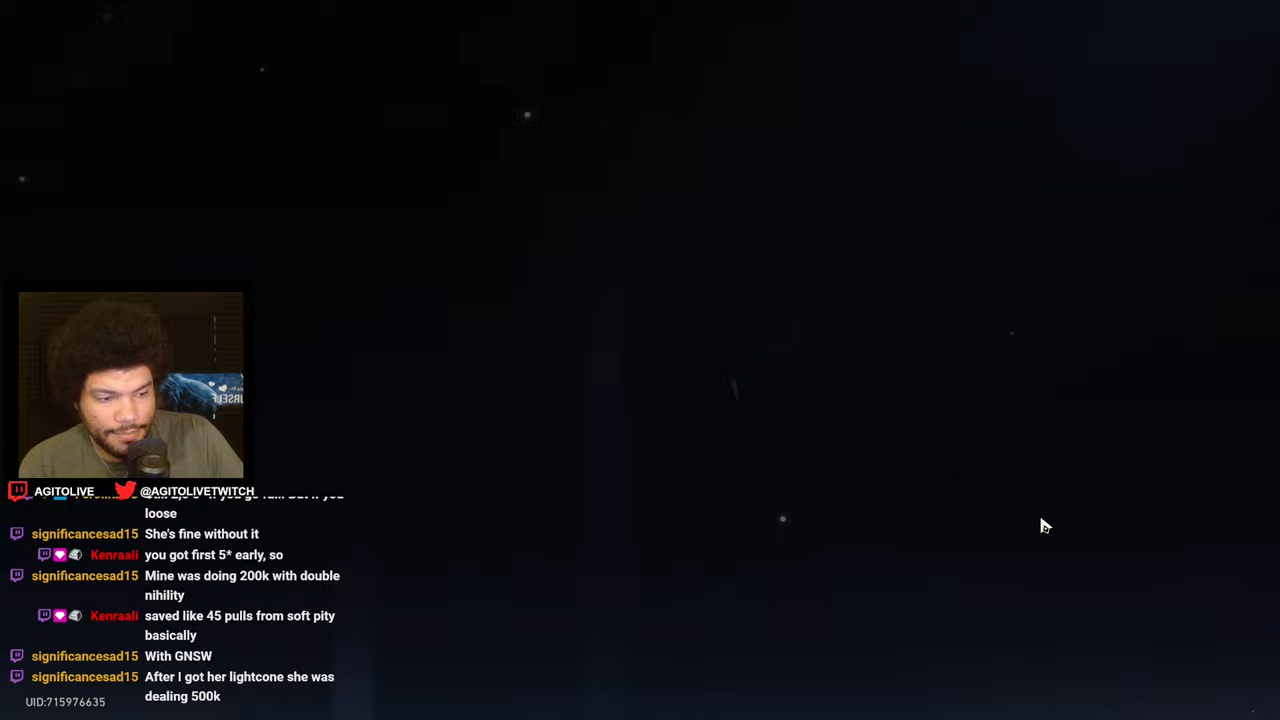 AGITOLIVE @AGITOLIVETWITCH
you
loose
significancesad15 She's fine without it
Kenraali you got first 5* early, so
significancesad15 Mine was doing 200k with double
nihility
Kenraali saved like 45 pulls from soft pity
basically
significancesad15 With GNSW
significancesad15 After I got her lightcone she was
dealing 500k
UID:715976635